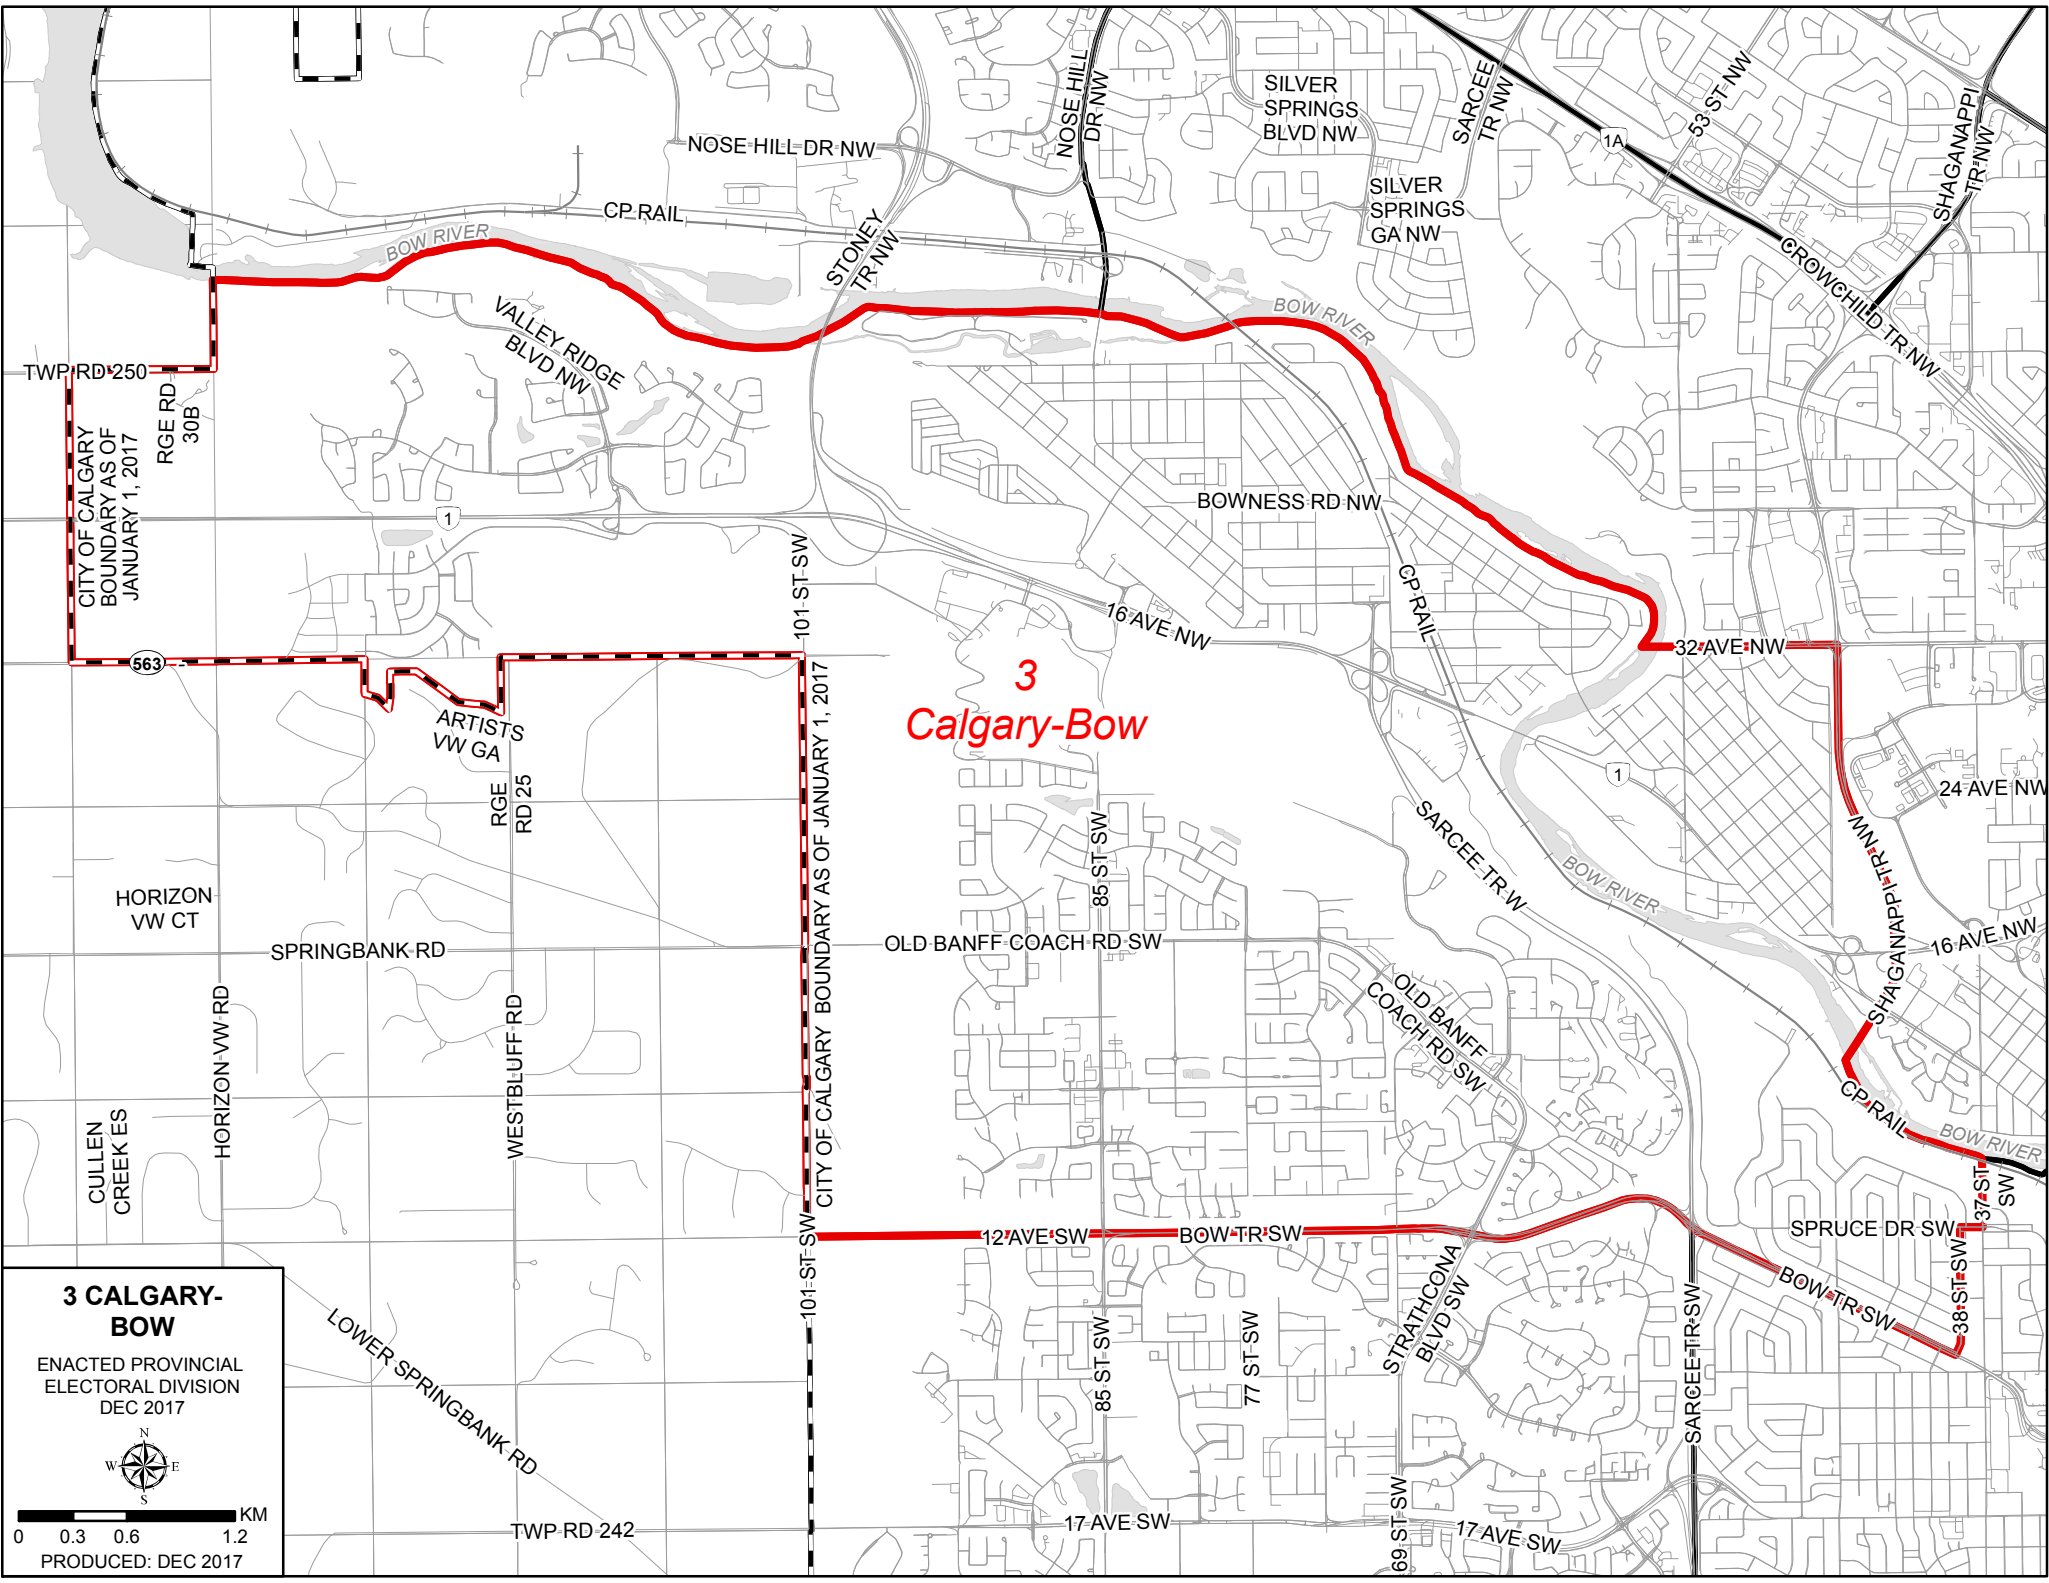 NOSE HILL
DR NW
SILVER
SPRINGS
BLVD NW
SARCEE
TR NW
53 ST NW
SHAGANAPPI
TR NW
1A
NOSE HILL DR NW
SILVER
SPRINGS
GA NW
CP RAIL
BOW RIVER
STONEY
TR NW
CROWCHILD TR NW
VALLEY RIDGE
BLVD NW
BOW RIVER
TWP RD 250
RGE RD
30B
CITY OF CALGARY
BOUNDARY AS OF
JANUARY 1, 2017
1
BOWNESS RD NW
101 ST SW
CP RAIL
16 AVE NW
32 AVE NW
563
3
Calgary-Bow
ARTISTS
VW GA
RGE
RD 25
CITY OF CALGARY BOUNDARY AS OF JANUARY 1, 2017
1
24 AVE NW
SARCEE TR W
85 ST SW
SHAGANAPPI TR NW
BOW RIVER
HORIZON
VW CT
SPRINGBANK RD
OLD BANFF COACH RD SW
16 AVE NW
OLD BANFF
COACH RD SW
HORIZON VW RD
WESTBLUFF RD
CULLEN
CREEK ES
CP RAIL
BOW RIVER
37 ST
SW
12 AVE SW
BOW TR SW
SPRUCE DR SW
101 ST SW
STRATHCONA
BLVD SW
BOW TR SW
38 ST SW
SARCEE TR SW
85 ST SW
77 ST SW
LOWER SPRINGBANK RD
TWP RD 242
17 AVE SW
69 ST SW
17 AVE SW
3 CALGARY-
BOW
ENACTED PROVINCIAL
ELECTORAL DIVISION
DEC 2017
N
W E
S
KM
0 0.3 0.6 1.2
PRODUCED: DEC 2017